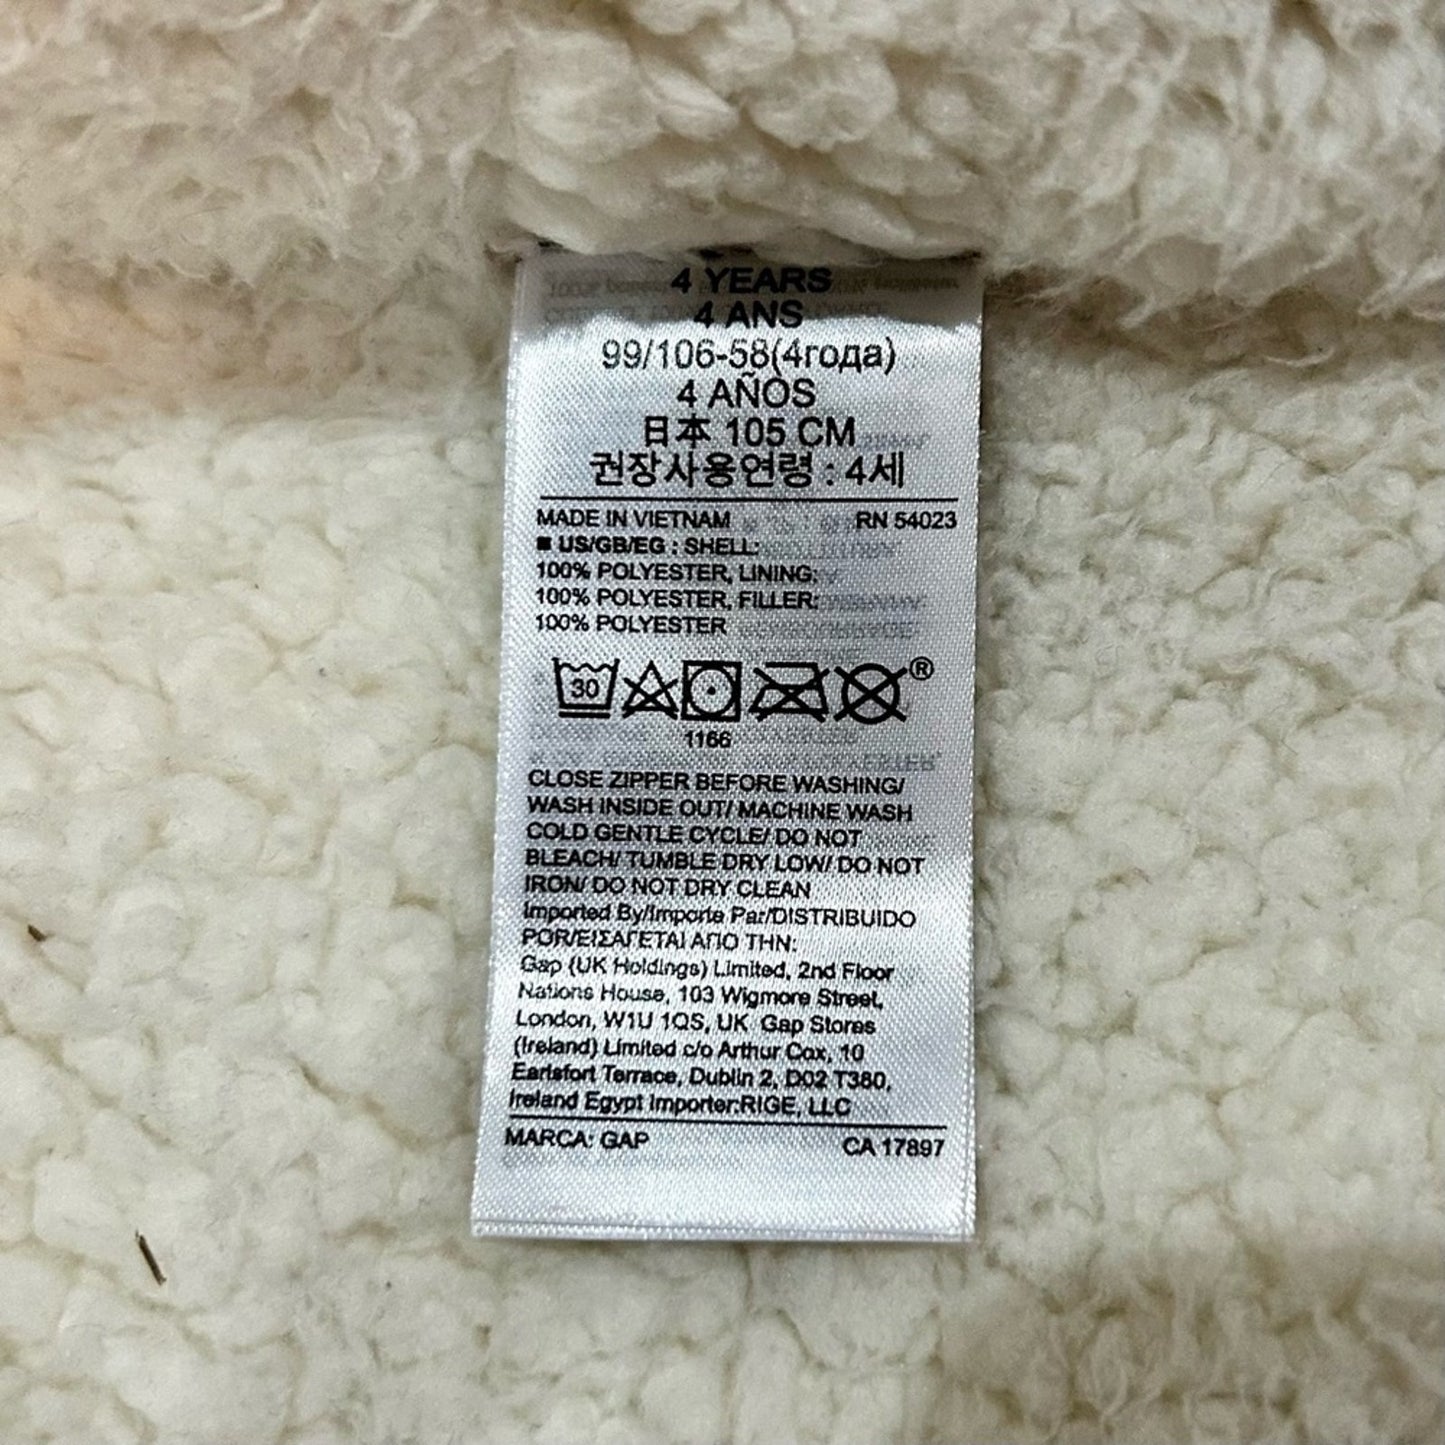 4 YEARS
4 ANS
99/106-58(4года)
4 AÑOS
日本 105 CM
권장사용연령 : 4세
MADE IN VIETNAM RN 54023
■ US/GB/EG : SHELL:
100% POLYESTER, LINING:
100% POLYESTER, FILLER:
100% POLYESTER
30 ®
1166
CLOSE ZIPPER BEFORE WASHING/
WASH INSIDE OUT/ MACHINE WASH
COLD GENTLE CYCLE/ DO NOT
BLEACH/ TUMBLE DRY LOW/ DO NOT
IRON/ DO NOT DRY CLEAN
Imported By/Importe Par/DISTRIBUIDO
POR/ΕΙΣΑΓΕΤΑΙ ΑΠΟ ΤΗΝ:
Gap (UK Holdings) Limited, 2nd Floor
Nations House, 103 Wigmore Street,
London, W1U 1QS, UK Gap Stores
(Ireland) Limited c/o Arthur Cox, 10
Earlsfort Terrace, Dublin 2, D02 T380,
Ireland Egypt Importer:RIGE, LLC
MARCA: GAP CA 17897